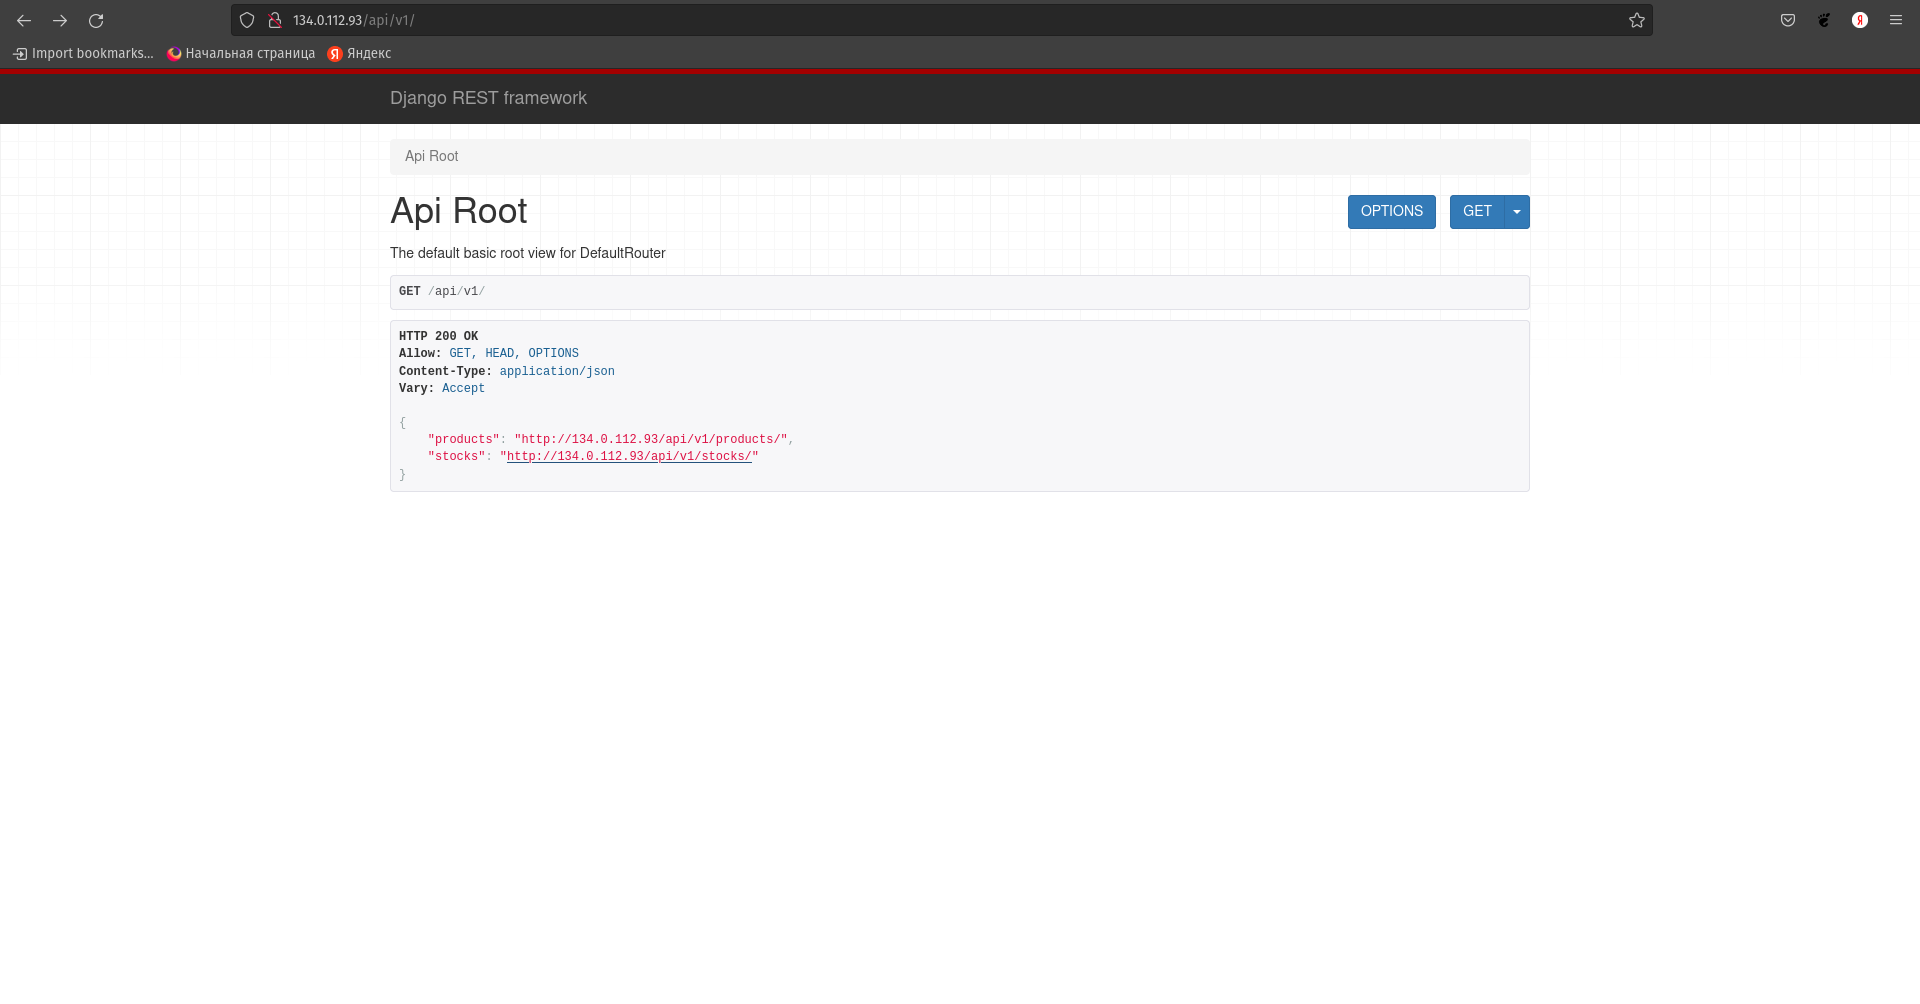 134.0.112.93/api/v1/
Import bookmarks... Начальная страница Яндекс
Django REST framework
Api Root
Api Root
OPTIONS GET
The default basic root view for DefaultRouter
GET /api/v1/
HTTP 200 OK
Allow: GET, HEAD, OPTIONS
Content-Type: application/json
Vary: Accept
{
    "products": "http://134.0.112.93/api/v1/products/",
    "stocks": "http://134.0.112.93/api/v1/stocks/"
}